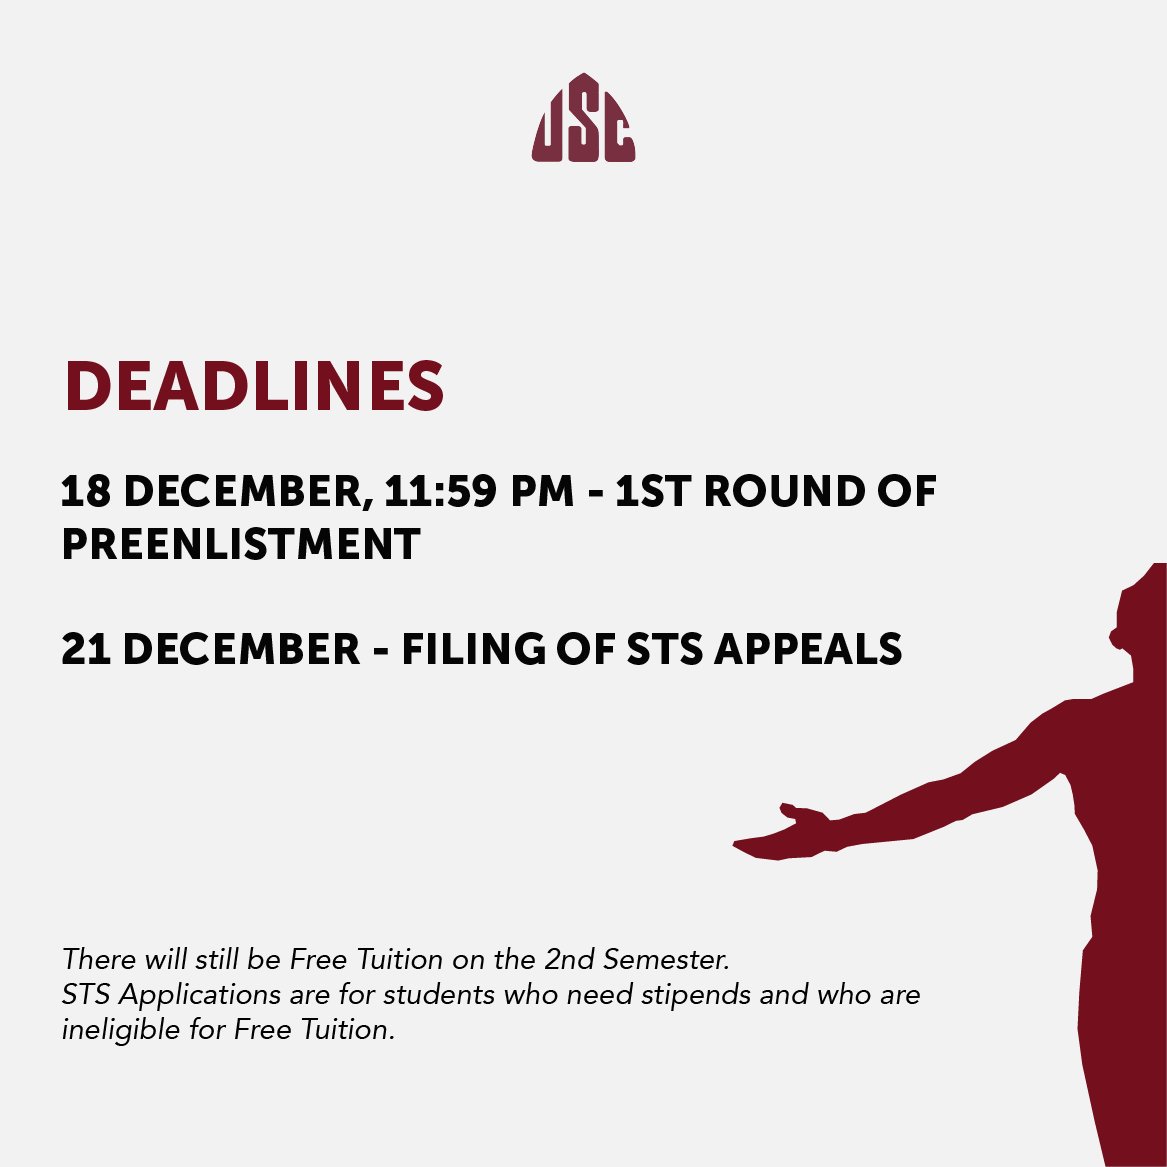 USC
DEADLINES
18 DECEMBER, 11:59 PM - 1ST ROUND OF
PREENLISTMENT
21 DECEMBER - FILING OF STS APPEALS
There will still be Free Tuition on the 2nd Semester.
STS Applications are for students who need stipends and who are
ineligible for Free Tuition.